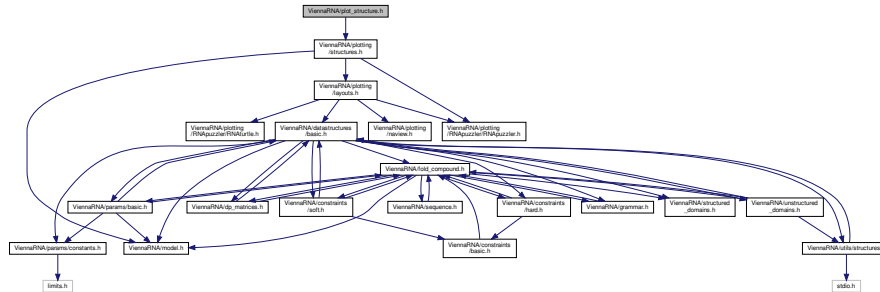 ViennaRNA/plot_structure.h
ViennaRNA/plotting
/structures.h
ViennaRNA/plotting
/layouts.h
ViennaRNA/plotting
/RNApuzzler/RNAturtle.h
ViennaRNA/datastructures
/basic.h
ViennaRNA/plotting
/naview.h
ViennaRNA/plotting
/RNApuzzler/RNApuzzler.h
ViennaRNA/fold_compound.h
ViennaRNA/params/basic.h
ViennaRNA/dp_matrices.h
ViennaRNA/constraints
/soft.h
ViennaRNA/sequence.h
ViennaRNA/constraints
/hard.h
ViennaRNA/grammar.h
ViennaRNA/structured
_domains.h
ViennaRNA/unstructured
_domains.h
ViennaRNA/params/constants.h
ViennaRNA/model.h
ViennaRNA/constraints
/basic.h
ViennaRNA/utils/structures.h
limits.h
stdio.h